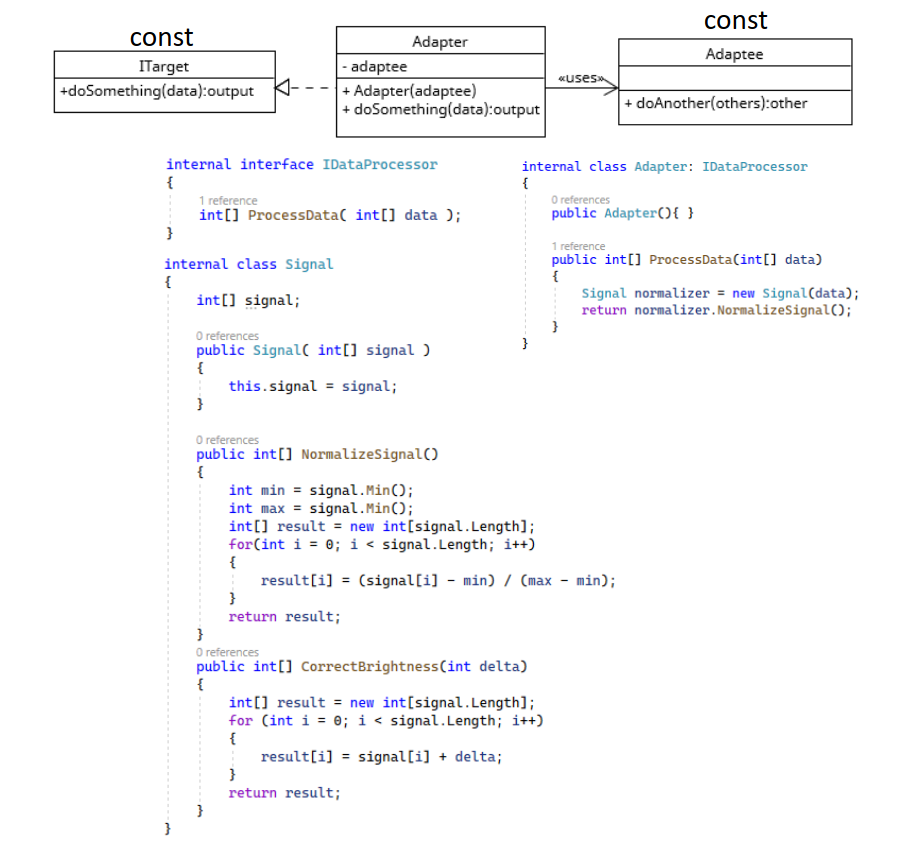 const
const
ITarget
+doSomething(data):output
Adapter
- adaptee
+ Adapter(adaptee)
+ doSomething(data):output
«uses»
Adaptee
+ doAnother(others):other
internal interface IDataProcessor
{
1 reference
int[] ProcessData( int[] data );
}
internal class Signal
{
int[] signal;
0 references
public Signal( int[] signal )
{
this.signal = signal;
}
0 references
public int[] NormalizeSignal()
{
int min = signal.Min();
int max = signal.Min();
int[] result = new int[signal.Length];
for(int i = 0; i < signal.Length; i++)
{
result[i] = (signal[i] - min) / (max - min);
}
return result;
}
0 references
public int[] CorrectBrightness(int delta)
{
int[] result = new int[signal.Length];
for (int i = 0; i < signal.Length; i++)
{
result[i] = signal[i] + delta;
}
return result;
}
}
internal class Adapter: IDataProcessor
{
0 references
public Adapter(){ }
1 reference
public int[] ProcessData(int[] data)
{
Signal normalizer = new Signal(data);
return normalizer.NormalizeSignal();
}
}